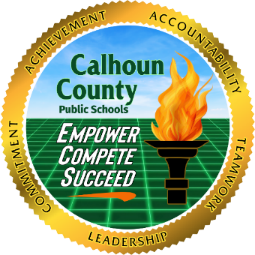 ACHIEVEMENT
ACCOUNTABILITY
TEAMWORK
LEADERSHIP
COMMITMENT
Calhoun
County
Public Schools
EMPOWER
COMPETE
SUCCEED